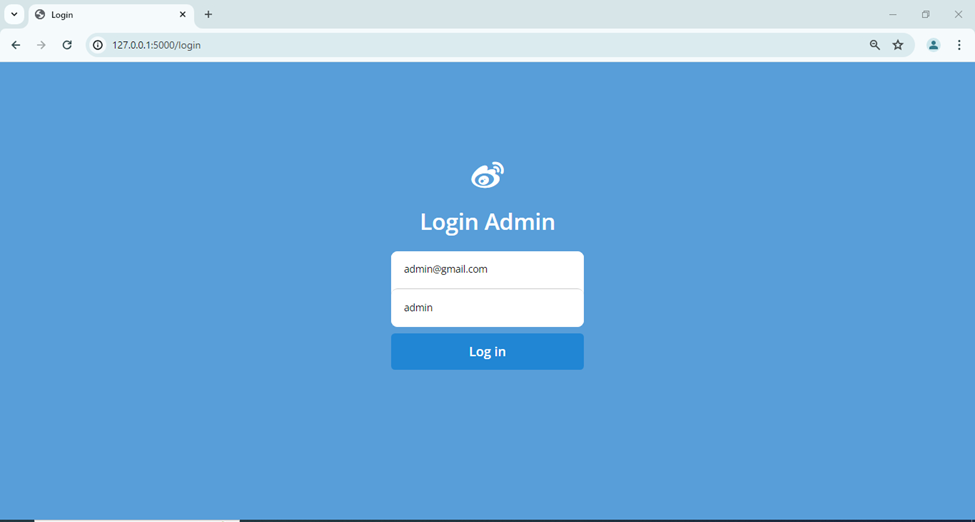 Login
127.0.0.1:5000/login
Login Admin
admin@gmail.com
admin
Log in